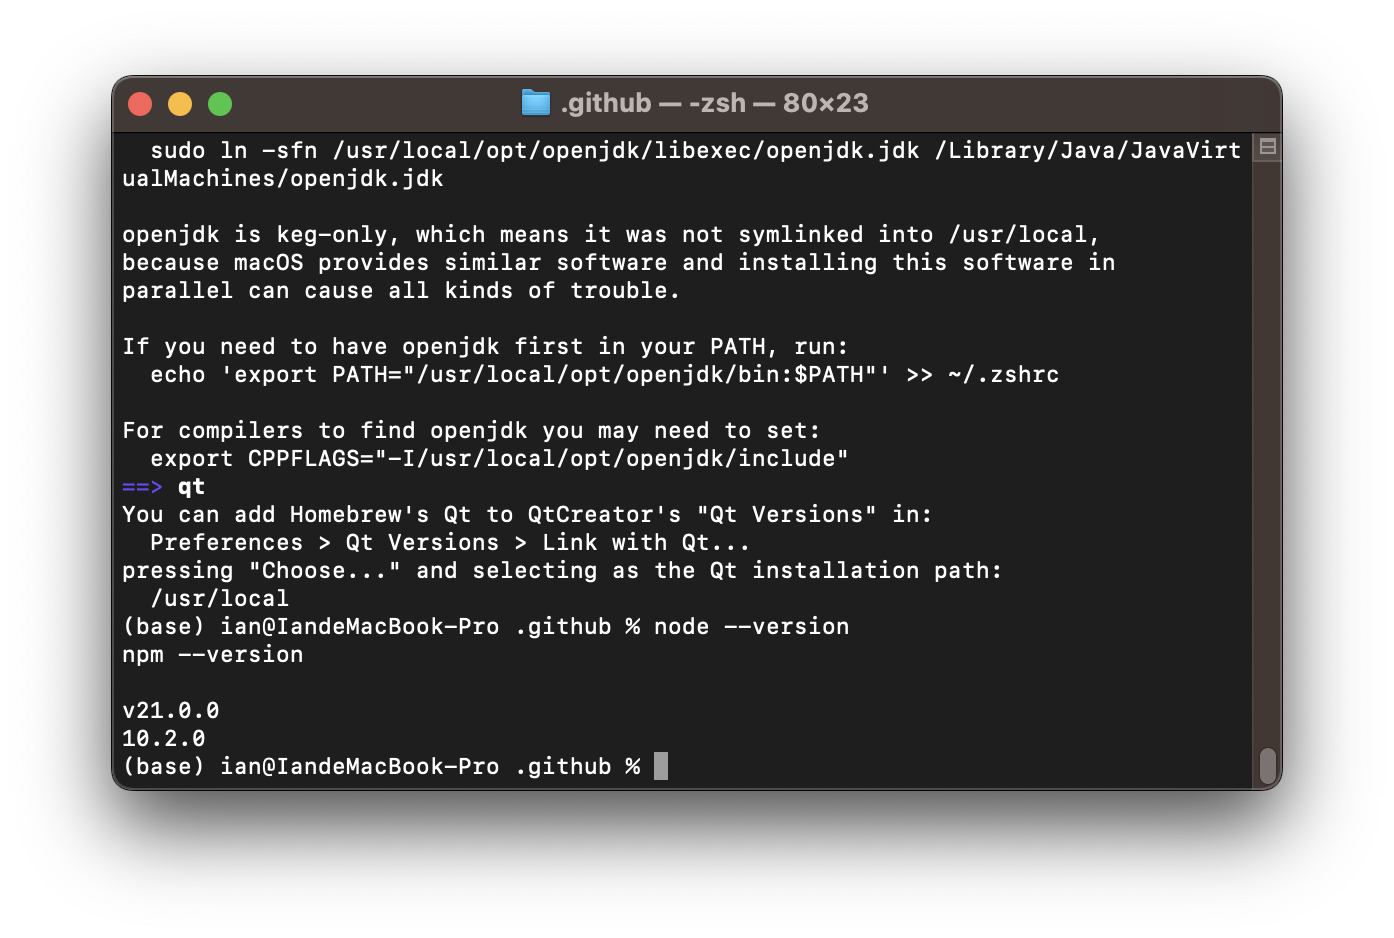 .github — -zsh — 80×23
sudo ln -sfn /usr/local/opt/openjdk/libexec/openjdk.jdk /Library/Java/JavaVirt
ualMachines/openjdk.jdk
openjdk is keg-only, which means it was not symlinked into /usr/local,
because macOS provides similar software and installing this software in
parallel can cause all kinds of trouble.
If you need to have openjdk first in your PATH, run:
echo 'export PATH="/usr/local/opt/openjdk/bin:$PATH"' >> ~/.zshrc
For compilers to find openjdk you may need to set:
export CPPFLAGS="-I/usr/local/opt/openjdk/include"
==> qt
You can add Homebrew's Qt to QtCreator's "Qt Versions" in:
Preferences > Qt Versions > Link with Qt...
pressing "Choose..." and selecting as the Qt installation path:
/usr/local
(base) ian@IandeMacBook-Pro .github % node --version
npm --version
v21.0.0
10.2.0
(base) ian@IandeMacBook-Pro .github %